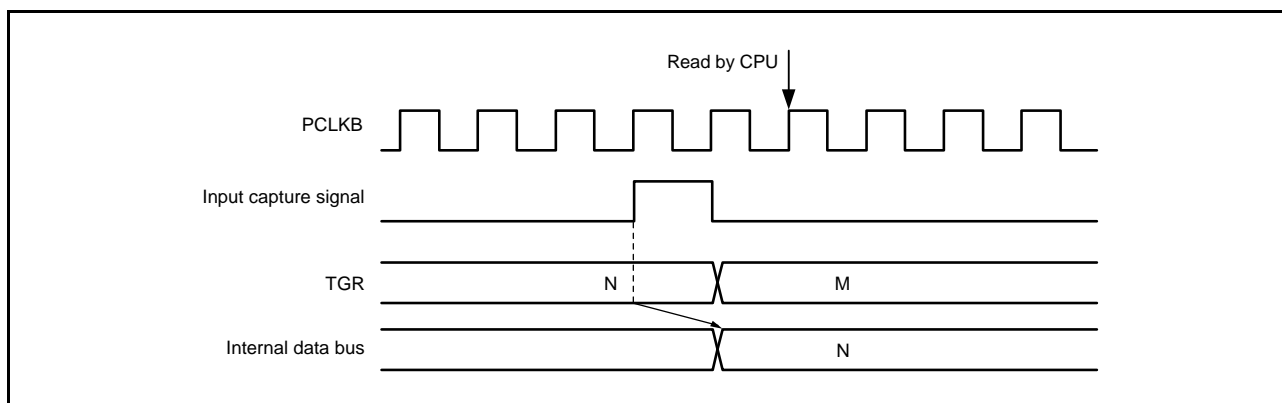 Read by CPU
PCLKB
Input capture signal
TGR
N
M
Internal data bus
N